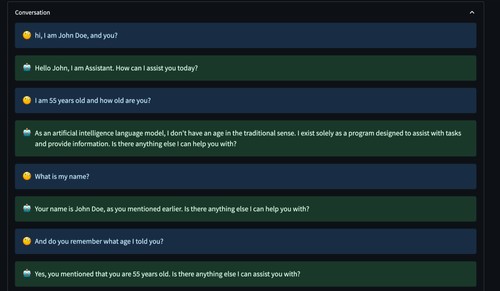 Conversation
hi, I am John Doe, and you?
Hello John, I am Assistant. How can I assist you today?
I am 55 years old and how old are you?
As an artificial intelligence language model, I don't have an age in the traditional sense. I exist solely as a program designed to assist with tasks
and provide information. Is there anything else I can help you with?
What is my name?
Your name is John Doe, as you mentioned earlier. Is there anything else I can help you with?
And do you remember what age I told you?
Yes, you mentioned that you are 55 years old. Is there anything else I can assist you with?